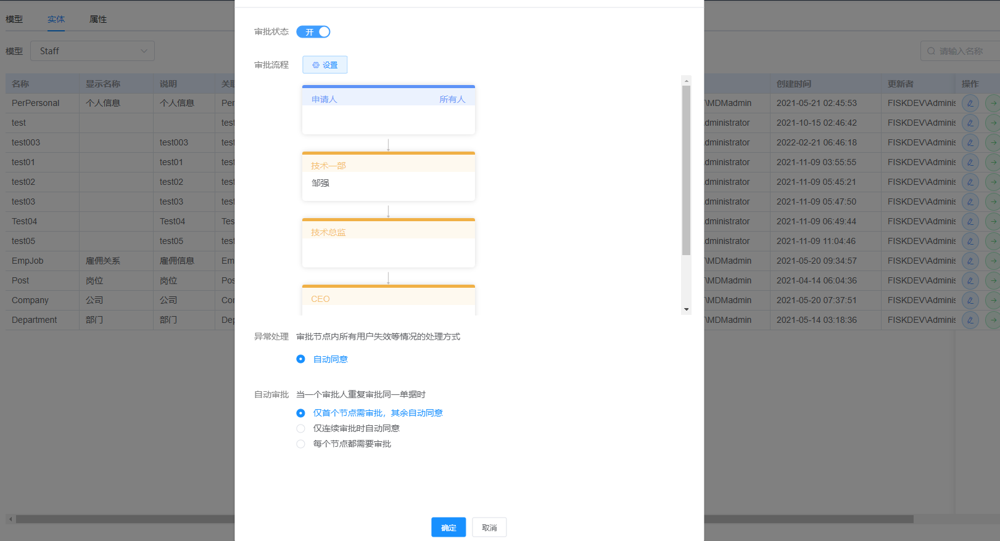 模型 实体 属性
模型 Staff
请输入名称
名称 显示名称 说明 关联 创建时间 更新者 操作
PerPersonal 个人信息 个人信息 Per \MDMadmin 2021-05-21 02:45:53 FISKDEV\Adminis
test test dministrator 2021-10-15 02:46:42 FISKDEV\Adminis
test003 test003 test dministrator 2022-02-21 06:46:18 FISKDEV\Adminis
test01 test01 test dministrator 2021-11-09 03:55:55 FISKDEV\Adminis
test02 test02 test dministrator 2021-11-09 05:45:21 FISKDEV\Adminis
test03 test03 test dministrator 2021-11-09 05:47:50 FISKDEV\Adminis
Test04 Test04 Tes dministrator 2021-11-09 06:49:44 FISKDEV\Adminis
test05 test05 test dministrator 2021-11-09 11:04:46 FISKDEV\Adminis
EmpJob 雇佣关系 雇佣信息 Em \MDMadmin 2021-05-20 09:34:57 FISKDEV\Adminis
Post 岗位 岗位 Pos \MDMadmin 2021-04-14 06:04:36 FISKDEV\Adminis
Company 公司 公司 Cor \MDMadmin 2021-05-20 07:37:51 FISKDEV\Adminis
Department 部门 部门 Dep \MDMadmin 2021-05-14 03:18:36 FISKDEV\Adminis
审批状态 开
审批流程 设置
申请人 所有人
技术一部
邹强
技术总监
CEO
异常处理 审批节点内所有用户失效等情况的处理方式
自动同意
自动审批 当一个审批人重复审批同一单据时
仅首个节点需审批，其余自动同意
仅连续审批时自动同意
每个节点都需要审批
确定 取消